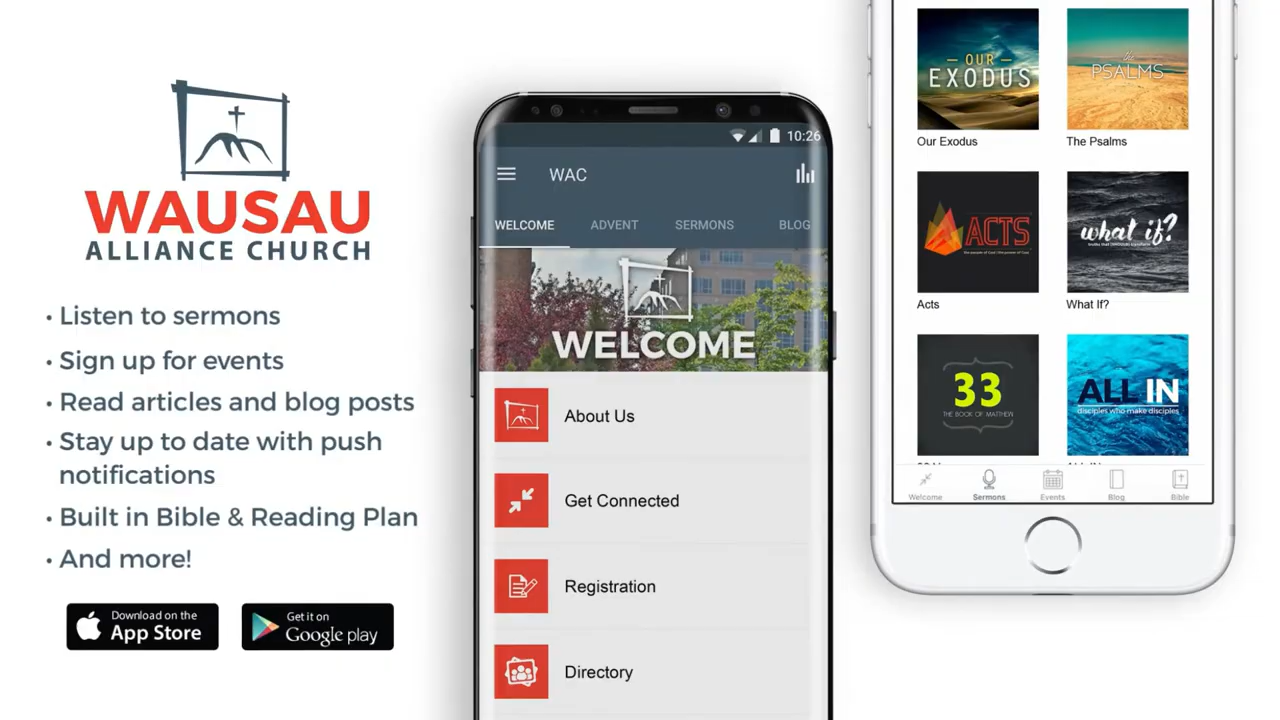 WAUSAU
ALLIANCE CHURCH
• Listen to sermons
• Sign up for events
• Read articles and blog posts
• Stay up to date with push
notifications
• Built in Bible & Reading Plan
• And more!
Download on the
App Store
Get it on
Google play
10:26
WAC
WELCOME ADVENT SERMONS BLOG
WELCOME
About Us
Get Connected
Registration
Directory
OUR
EXODUS
the
PSALMS
Our Exodus
The Psalms
ACTS
what if?
Acts
What If?
33
THE BOOK OF MATTHEW
ALL IN
disciples who make disciples
Welcome Sermons Events Blog Bible